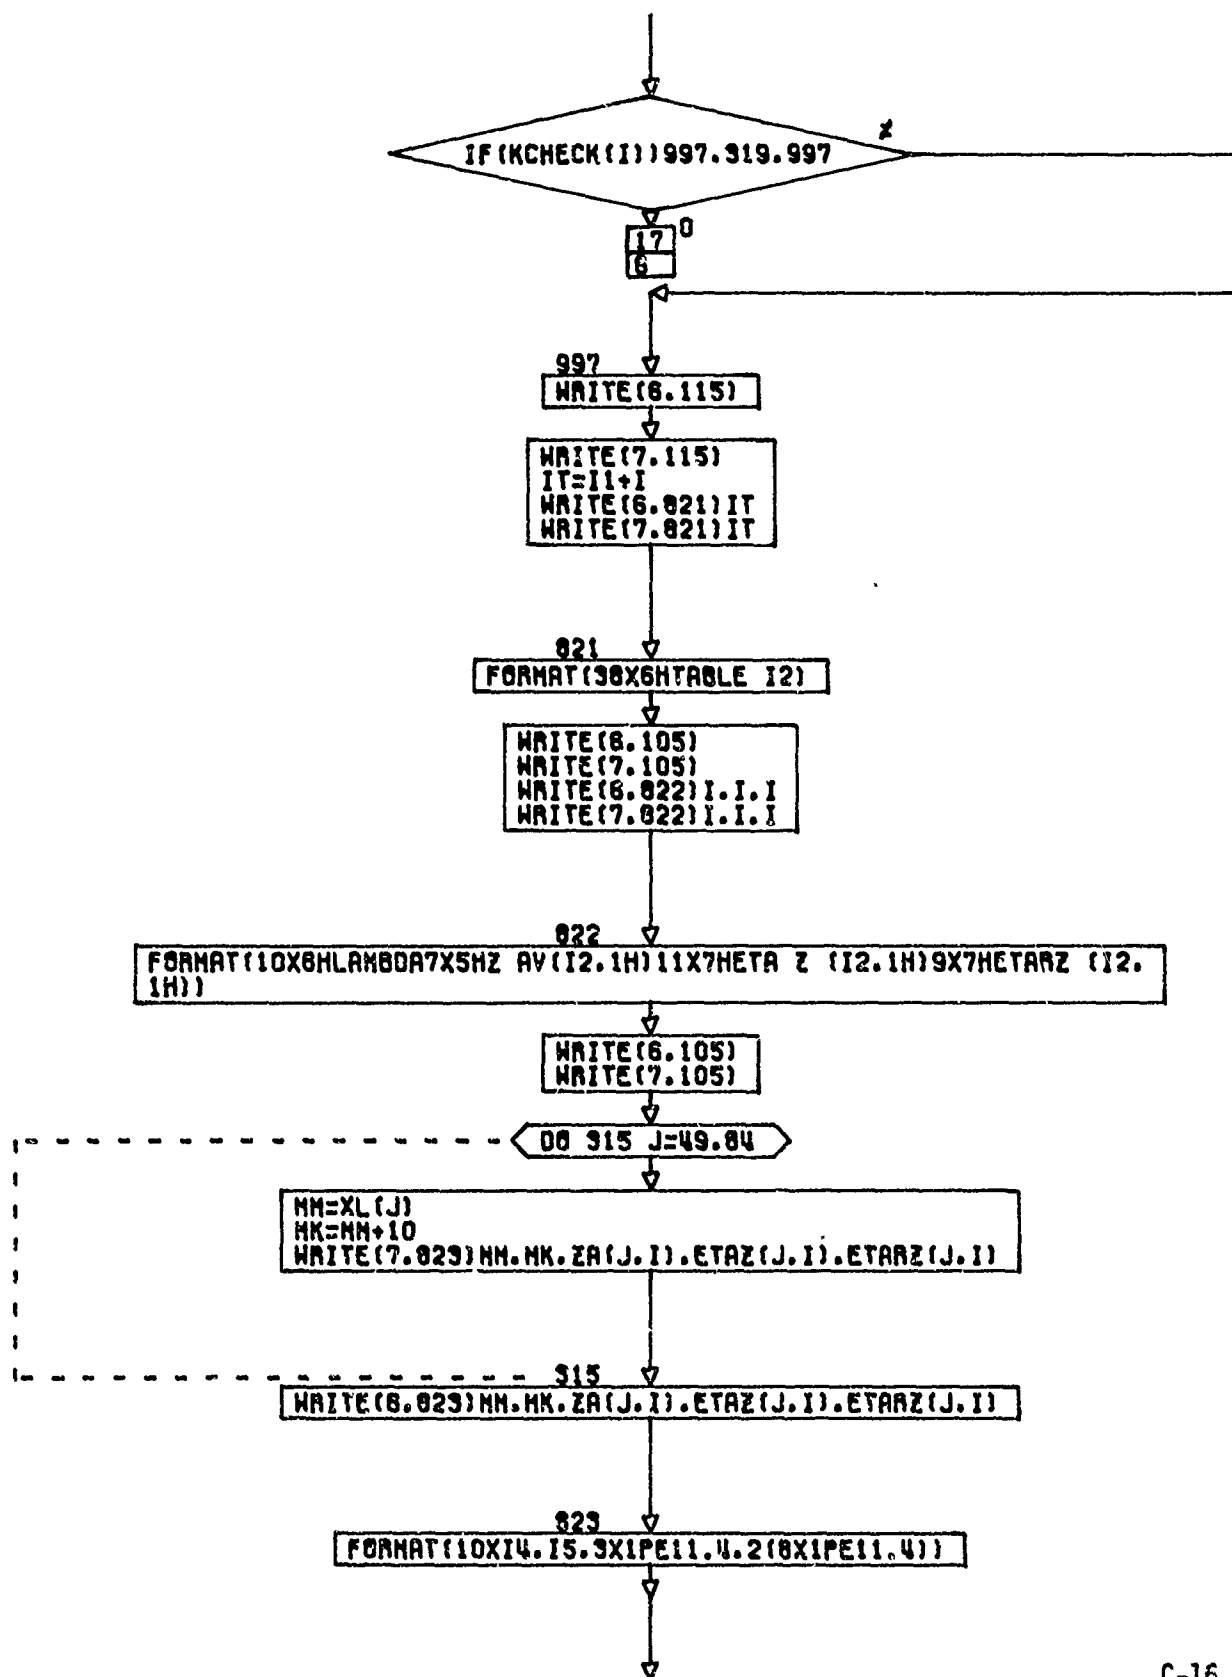 ≠
IF(KCHECK(I))997.319.997
0
17
6
997
WRITE(6.115)
WRITE(7.115)
IT=I1+I
WRITE(6.821)IT
WRITE(7.821)IT
821
FORMAT(38X6HTABLE I2)
WRITE(6.105)
WRITE(7.105)
WRITE(6.822)I.I.I
WRITE(7.822)I.I.I
822
FORMAT(10X6HLAMBDA7X5HZ AV(I2.1H)11X7HETA Z (I2.1H)9X7HETARZ (I2.
1H))
WRITE(6.105)
WRITE(7.105)
DO 315 J=49.84
MM=XL(J)
MK=MM+10
WRITE(7.823)MM.MK.ZA(J.I).ETAZ(J.I).ETARZ(J.I)
315
WRITE(6.823)MM.MK.ZA(J.I).ETAZ(J.I).ETARZ(J.I)
823
FORMAT(10XI4.I5.3X1PE11.4.2(8X1PE11.4))
C-16